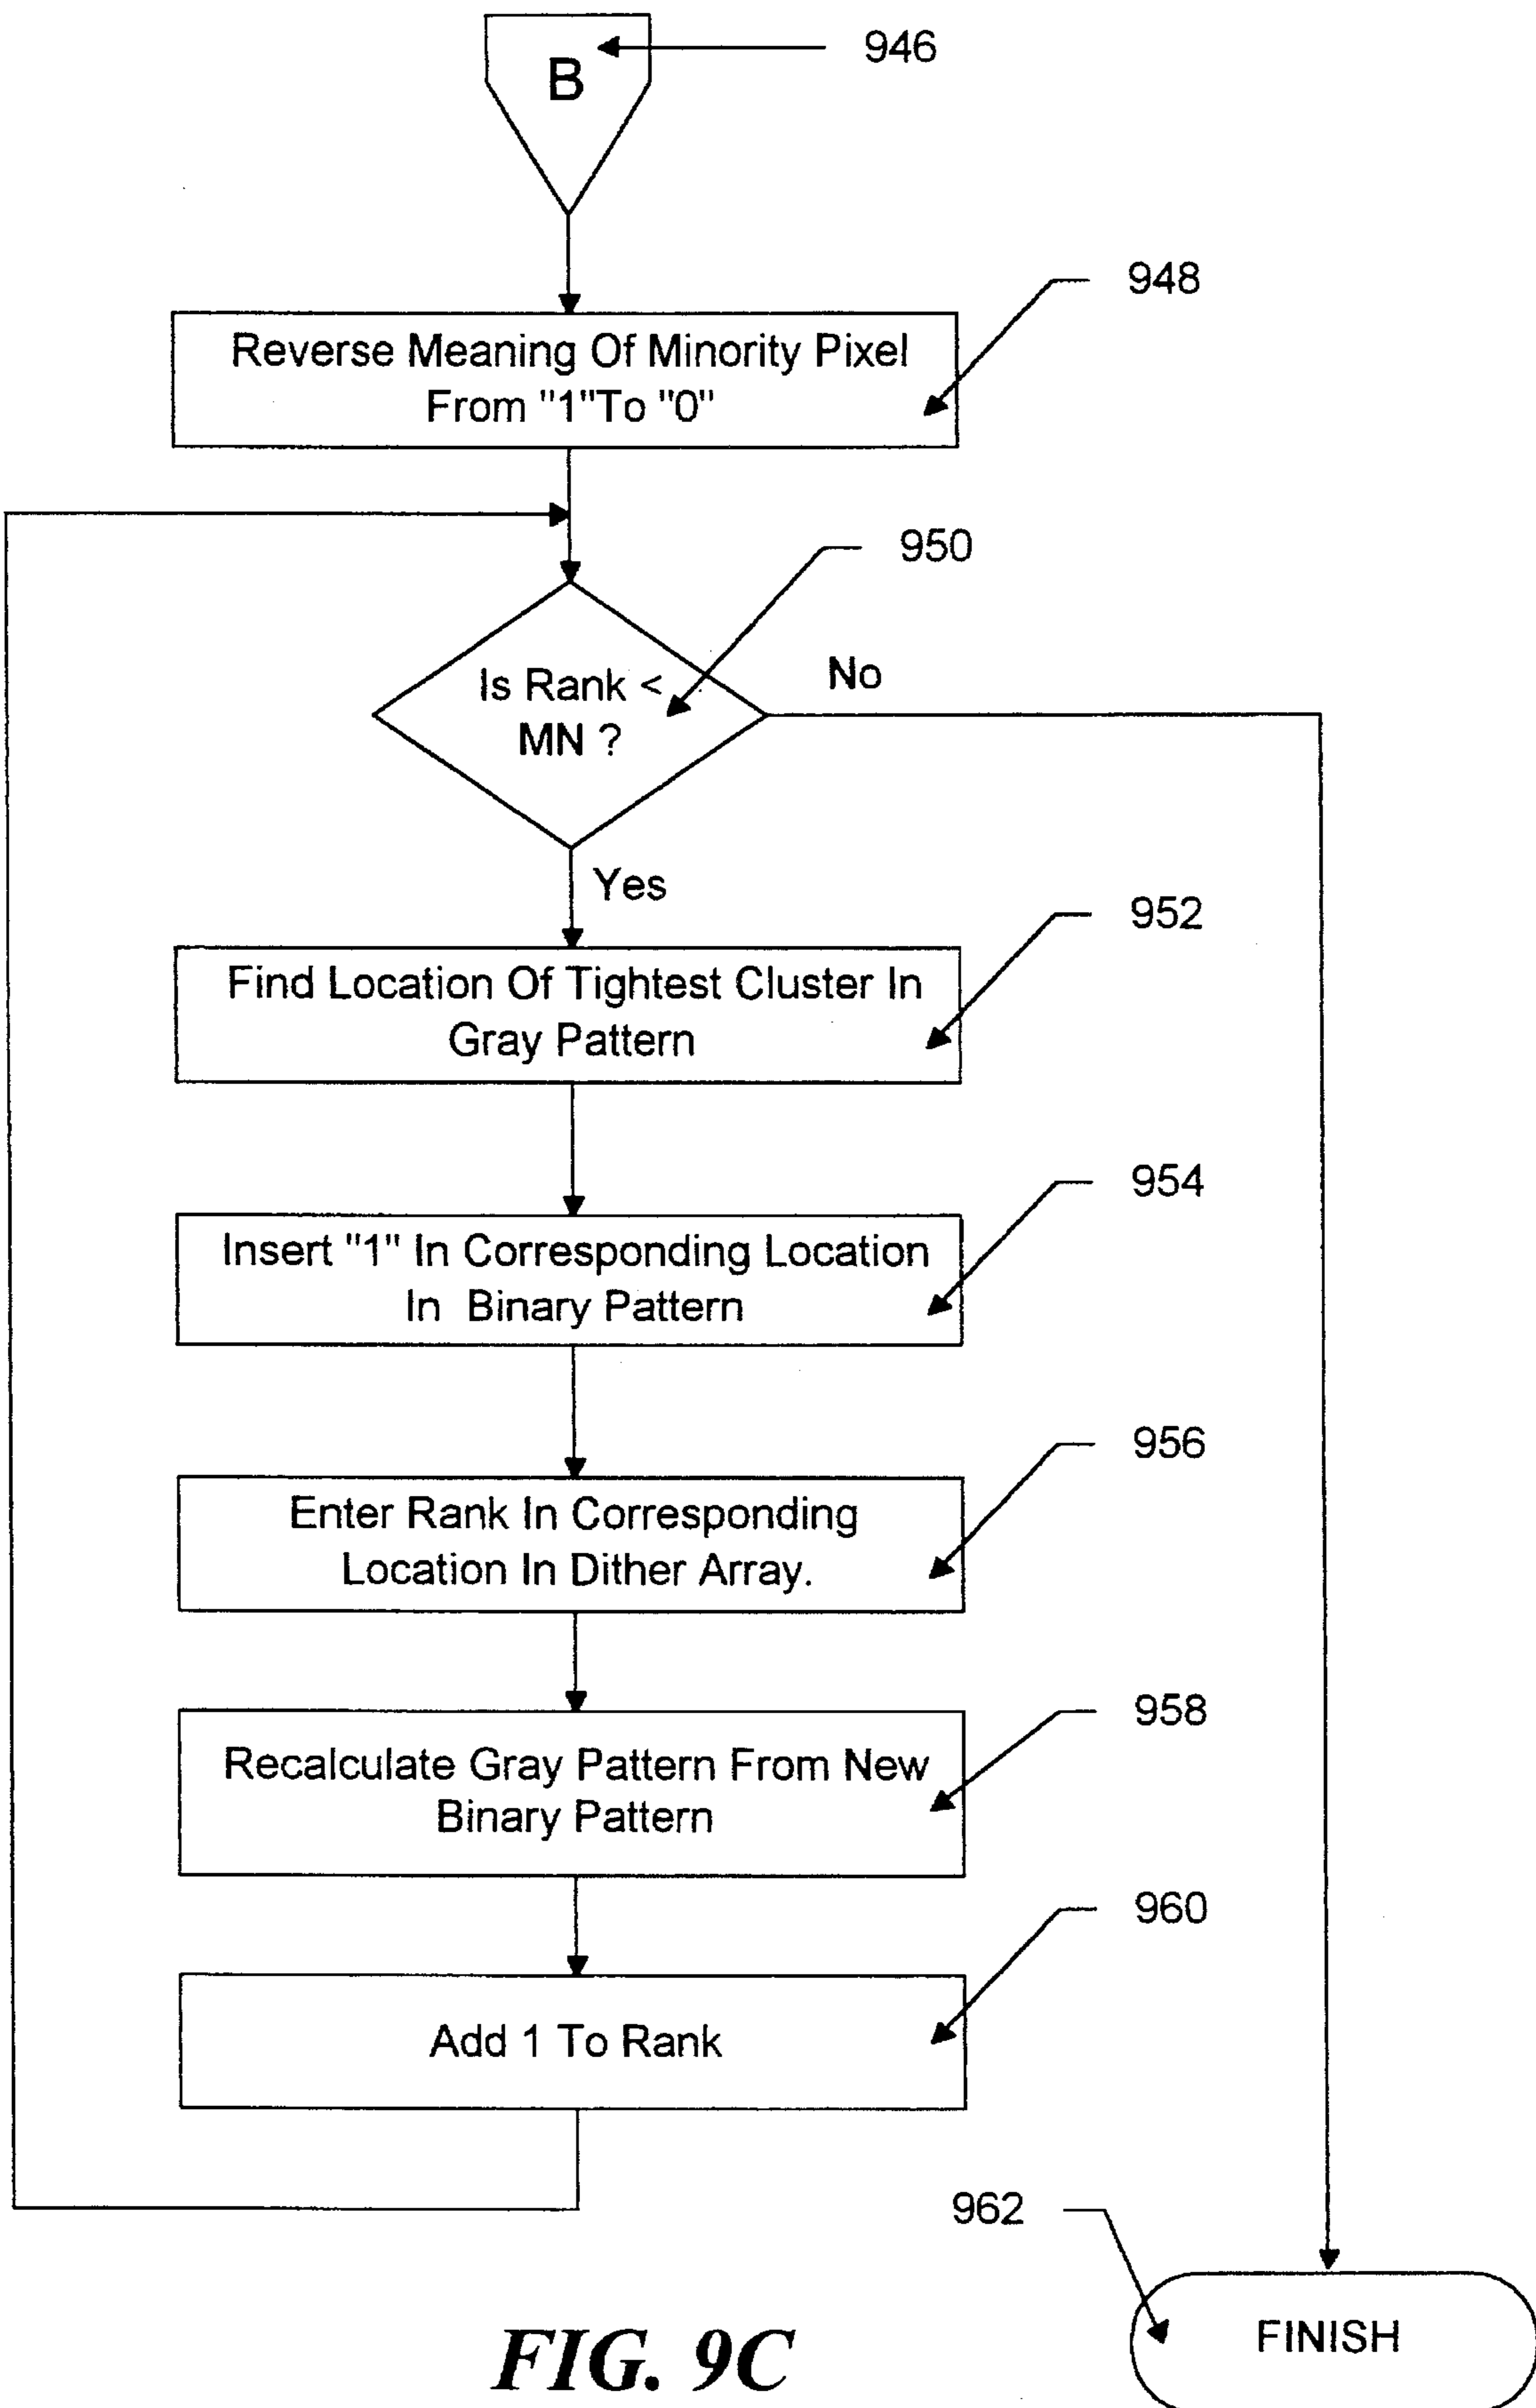 946
B
948
Reverse Meaning Of Minority Pixel
From "1"To "0"
950
Is Rank <
MN ?
No
Yes
952
Find Location Of Tightest Cluster In
Gray Pattern
954
Insert "1" In Corresponding Location
In Binary Pattern
956
Enter Rank In Corresponding
Location In Dither Array.
958
Recalculate Gray Pattern From New
Binary Pattern
960
Add 1 To Rank
962
FINISH
FIG. 9C